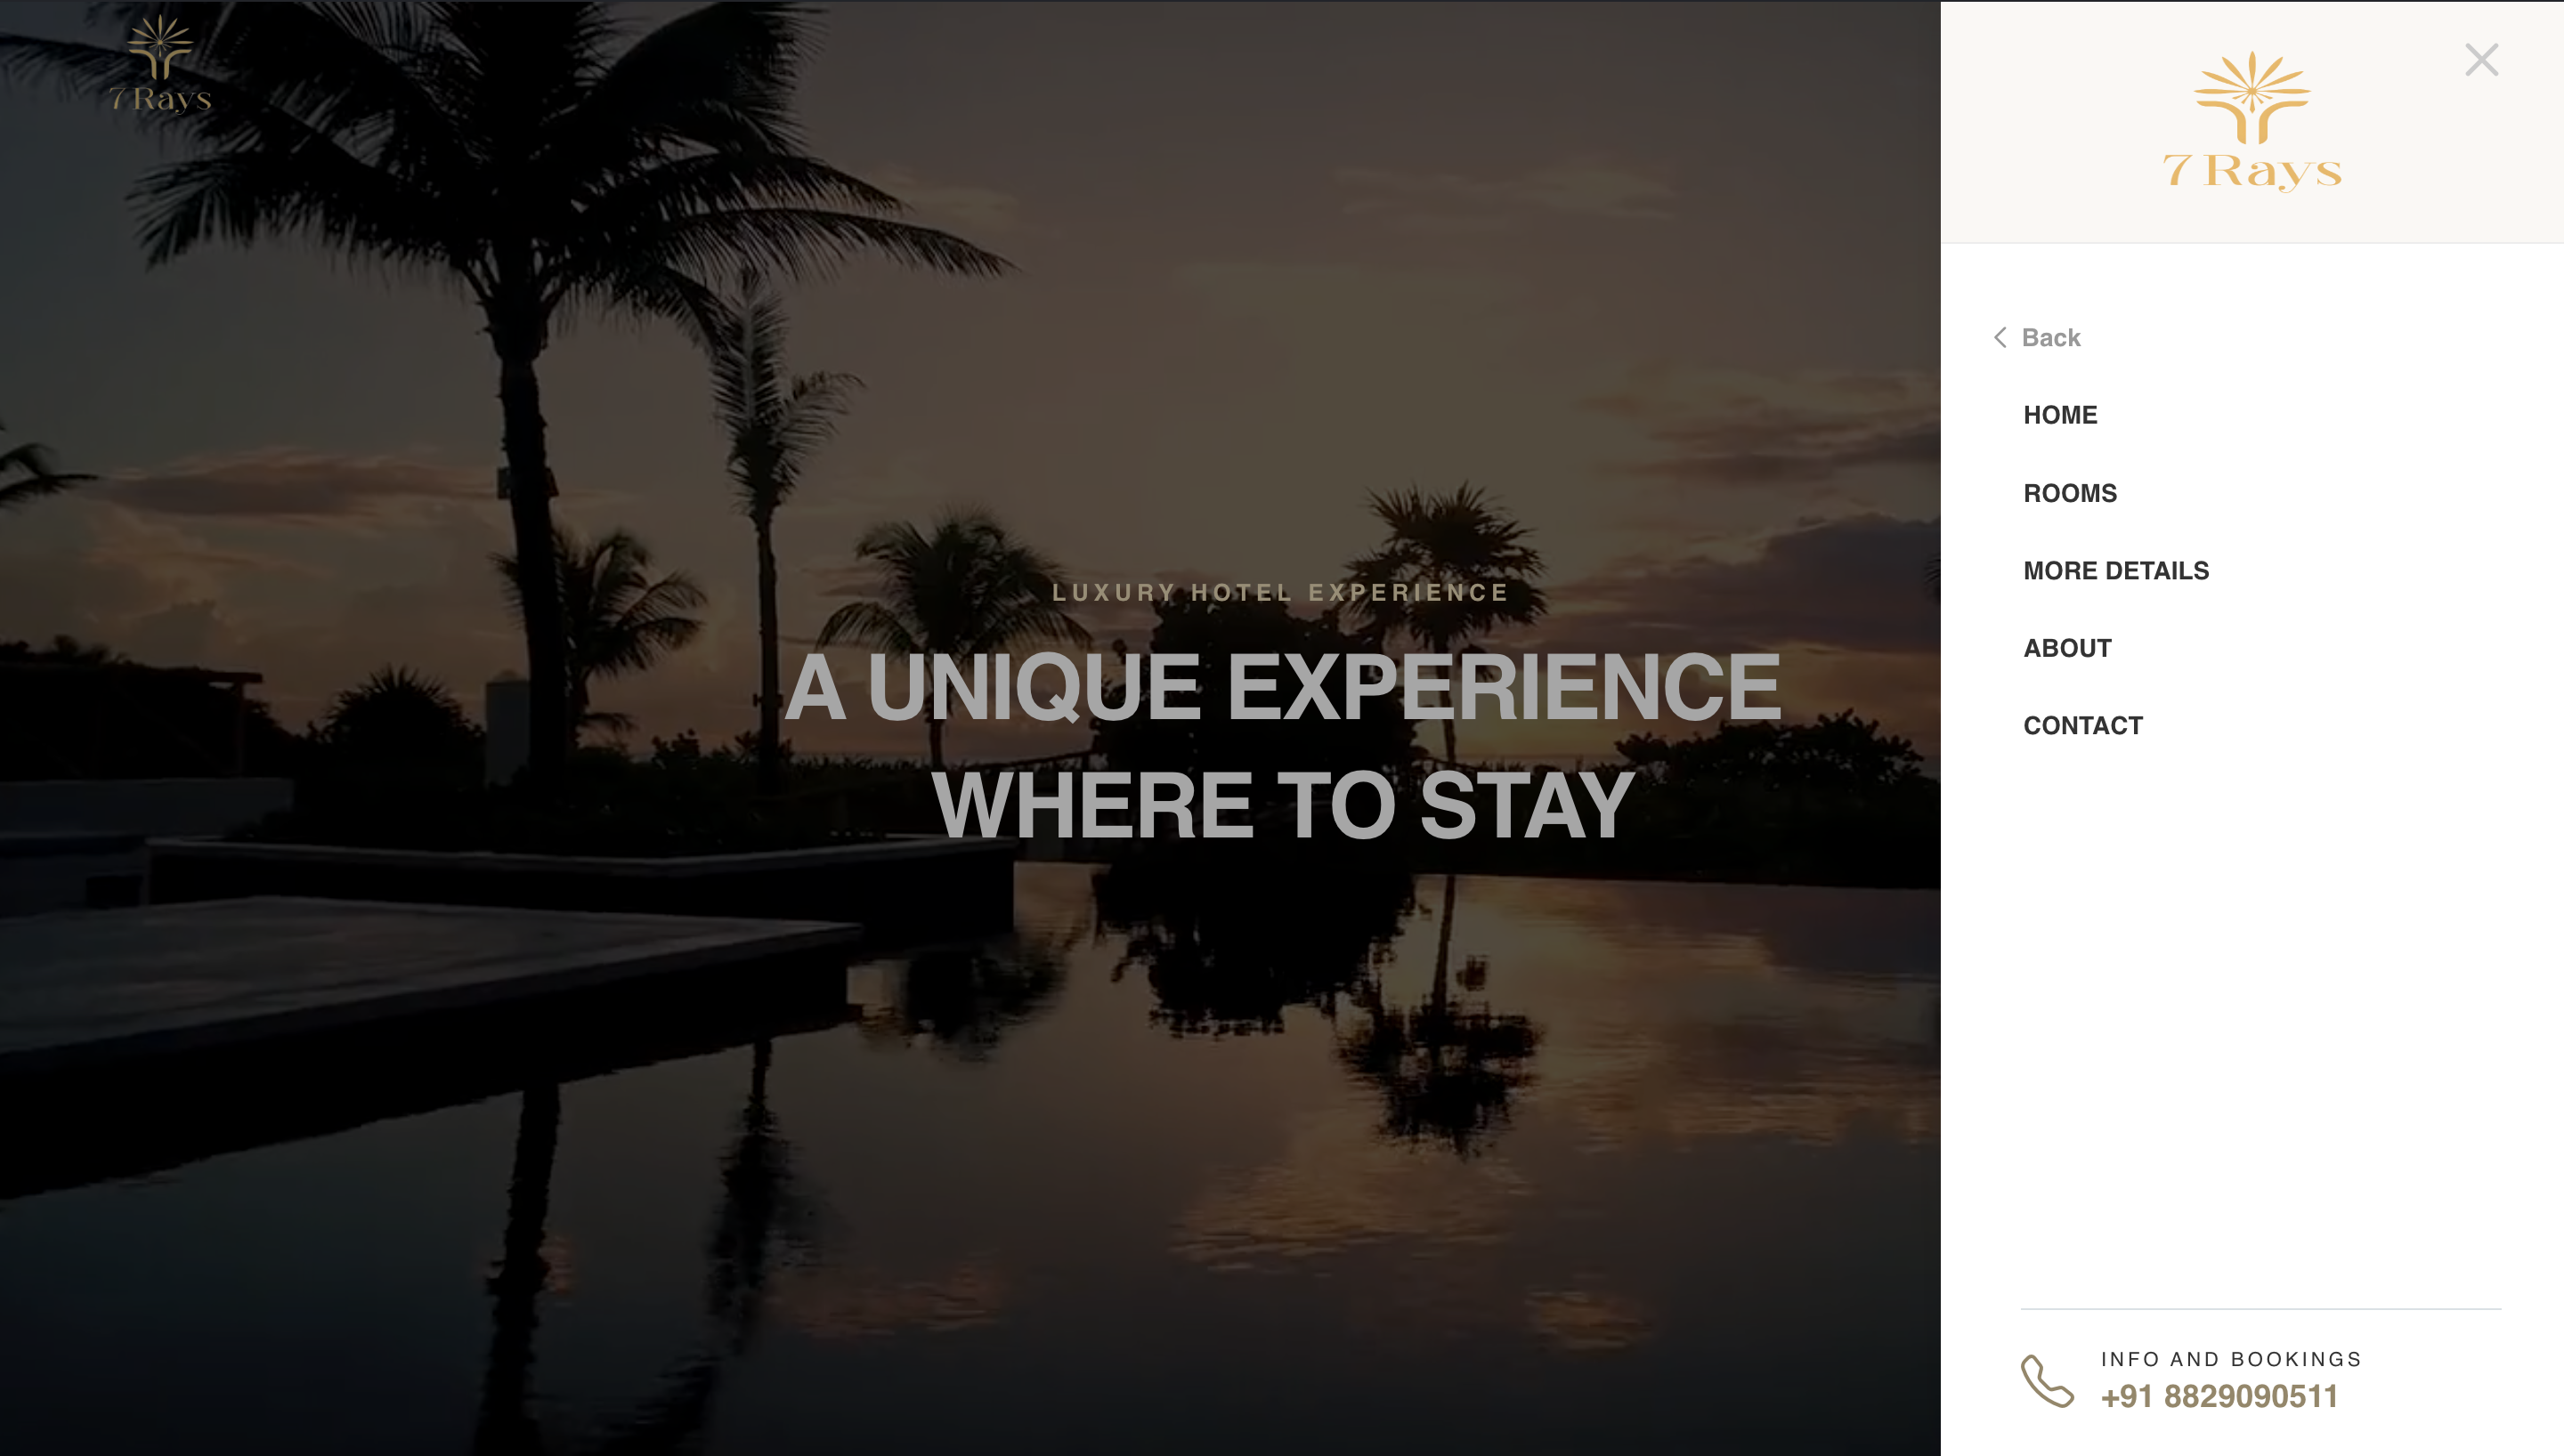 7 Rays
LUXURY HOTEL EXPERIENCE
A UNIQUE EXPERIENCE
WHERE TO STAY
7 Rays
Back
HOME
ROOMS
MORE DETAILS
ABOUT
CONTACT
INFO AND BOOKINGS
+91 8829090511